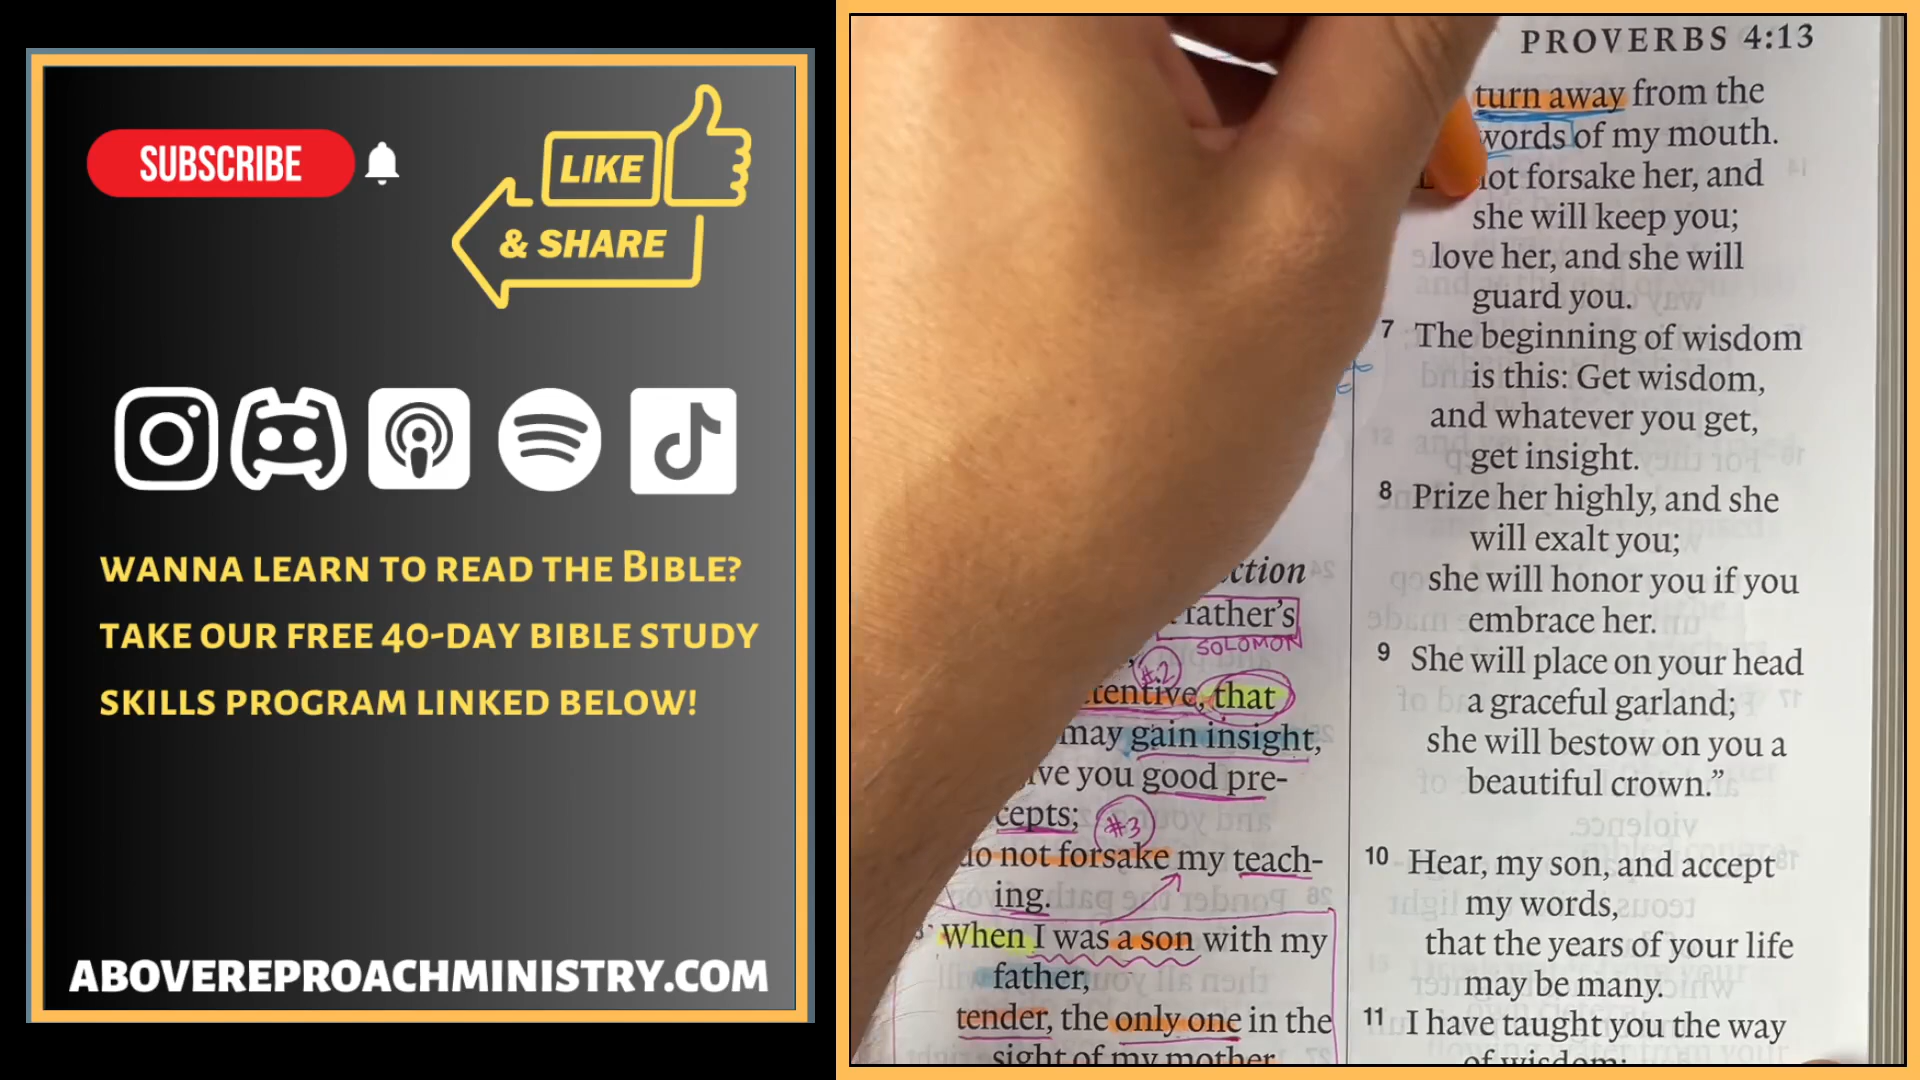 SUBSCRIBE
LIKE
& SHARE
WANNA LEARN TO READ THE BIBLE?
TAKE OUR FREE 40-DAY BIBLE STUDY
SKILLS PROGRAM LINKED BELOW!
ABOVEREPROACHMINISTRY.COM
father's
SOLOMON
#2
that
may gain insight,
you good pre-
cepts;
#3
do not forsake my teach-
ing.
When I was a son with my
father,
tender, the only one in the
sight of my mother
PROVERBS 4:13
turn away from the
words of my mouth.
forsake her, and
she will keep you;
love her, and she will
guard you.
7 The beginning of wisdom
is this: Get wisdom,
and whatever you get,
get insight.
8 Prize her highly, and she
will exalt you;
she will honor you if you
embrace her.
9 She will place on your head
a graceful garland;
she will bestow on you a
beautiful crown."
10 Hear, my son, and accept
my words,
that the years of your life
may be many.
11 I have taught you the way
of wisdom;